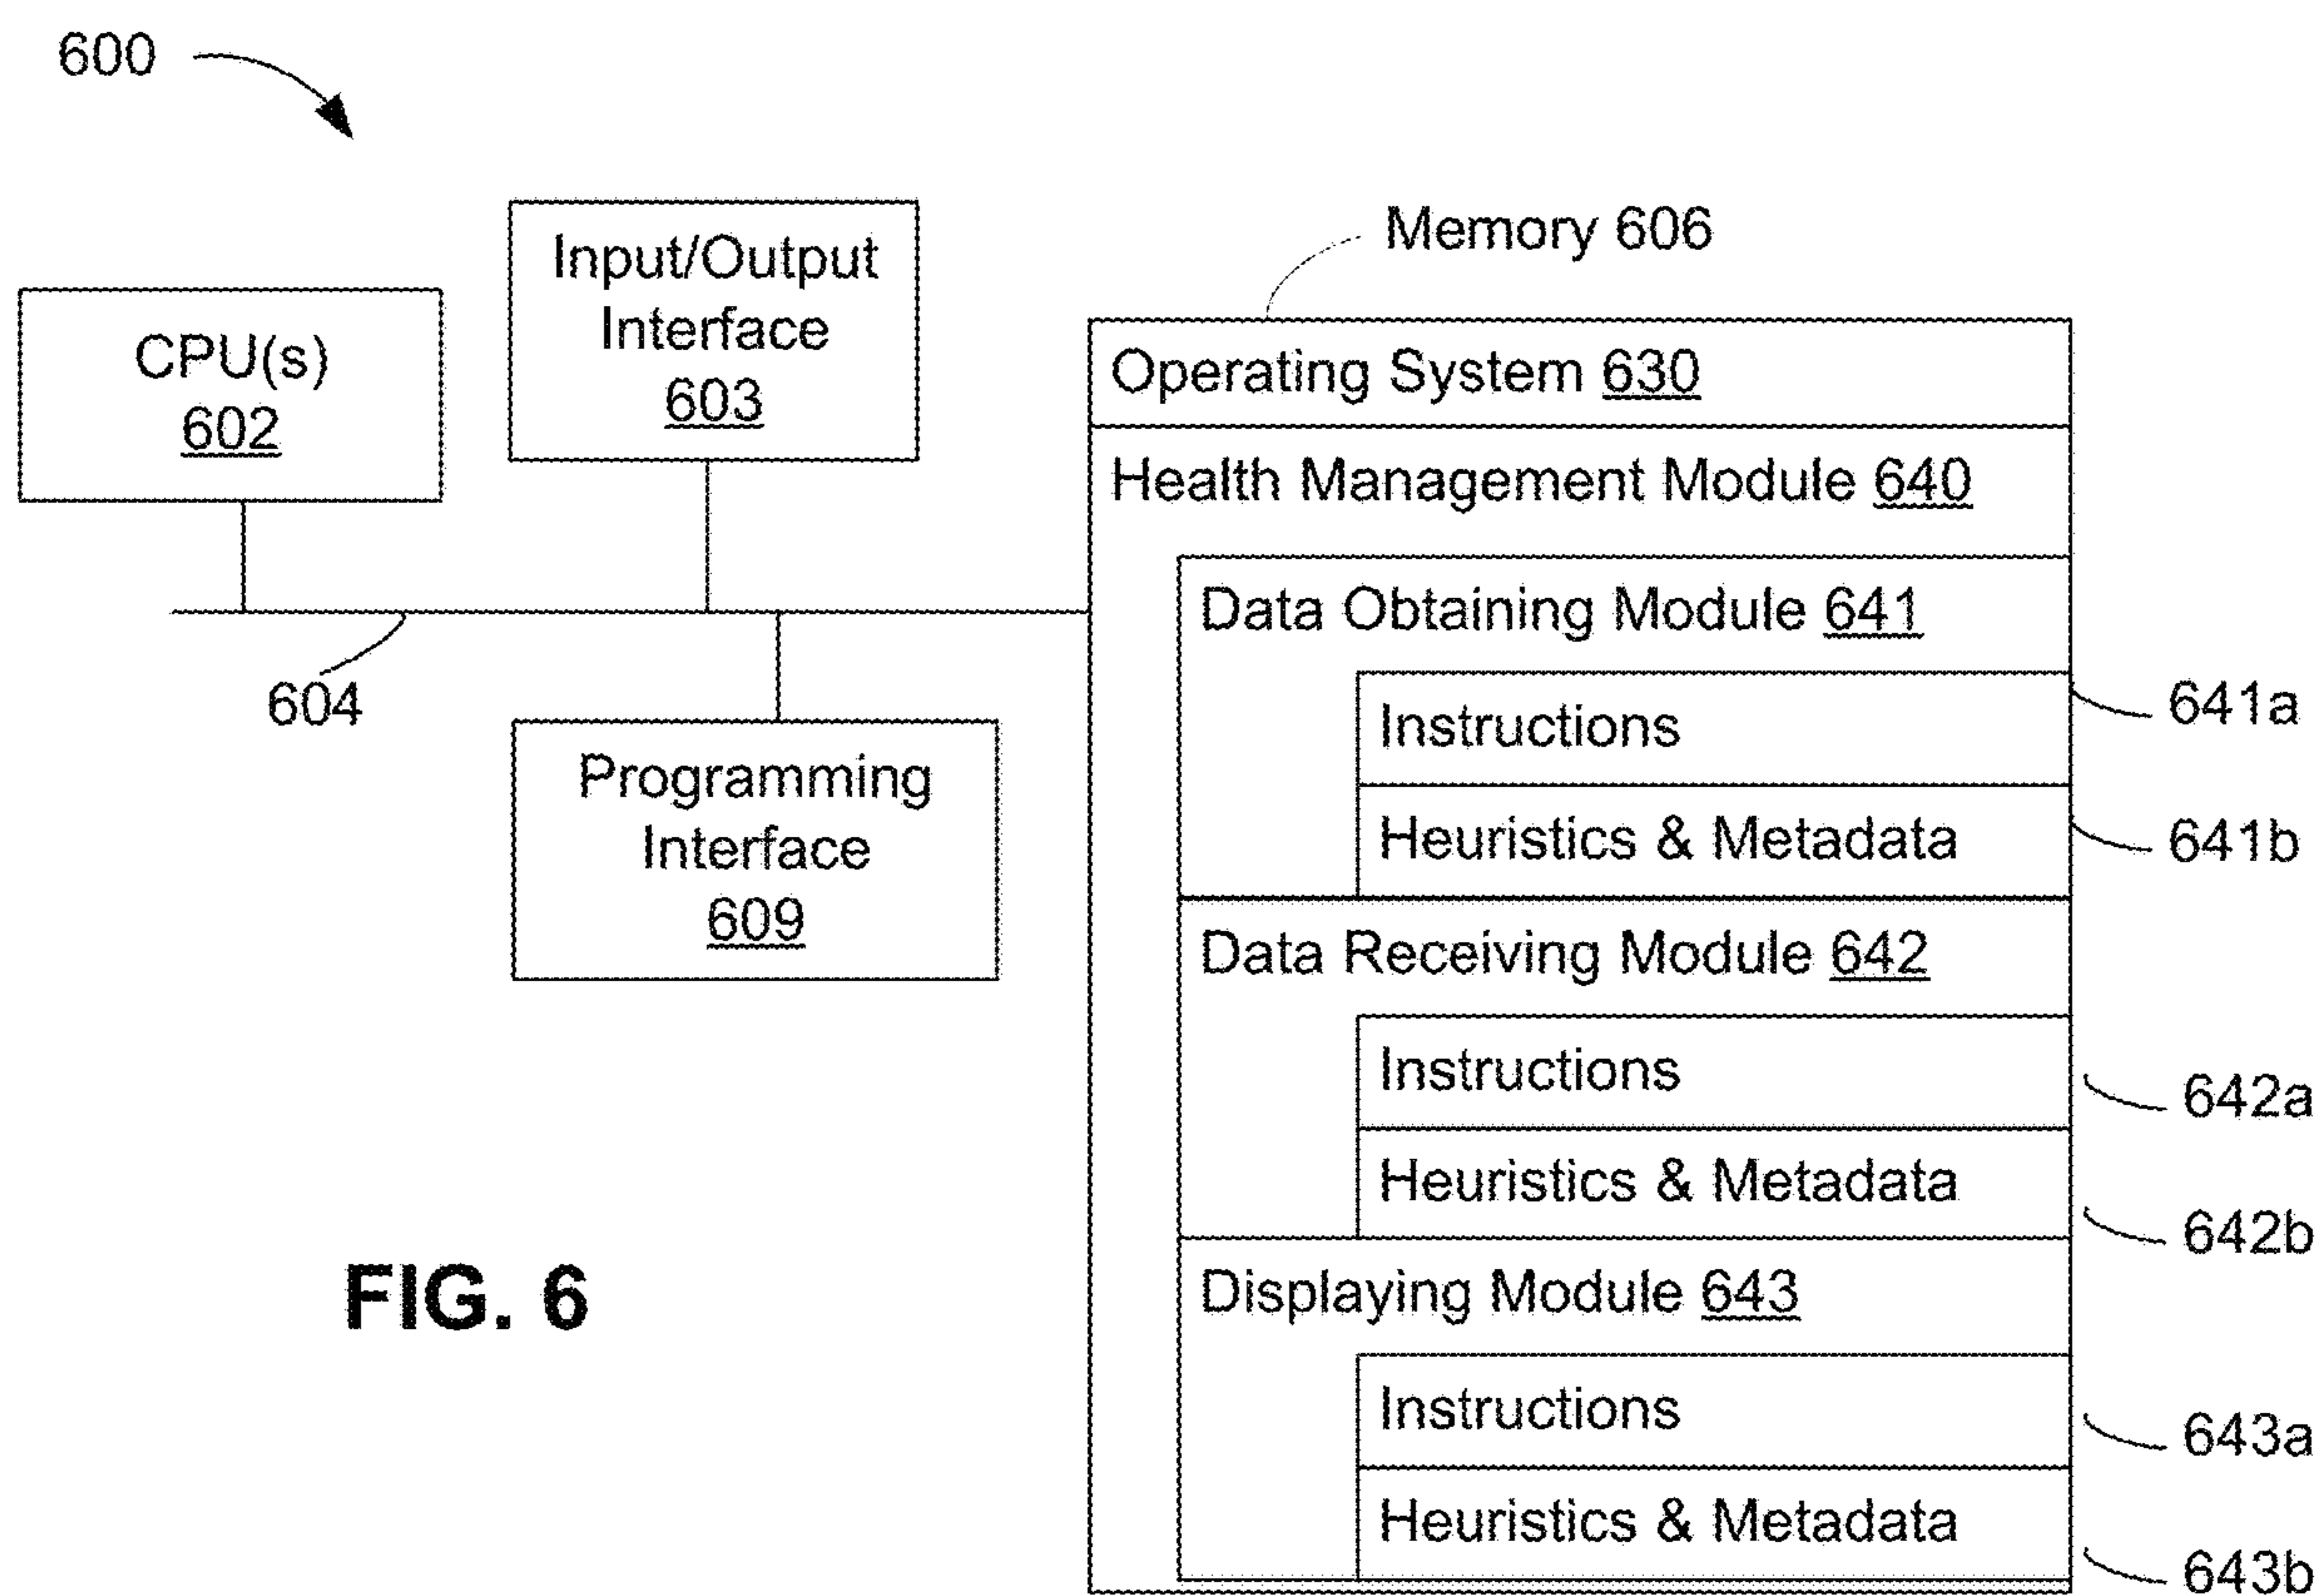 600
CPU(s)
602
Input/Output
Interface
603
604
Programming
Interface
609
Memory 606
Operating System 630
Health Management Module 640
Data Obtaining Module 641
Instructions
641a
Heuristics & Metadata
641b
Data Receiving Module 642
Instructions
642a
Heuristics & Metadata
642b
Displaying Module 643
Instructions
643a
Heuristics & Metadata
643b
FIG. 6